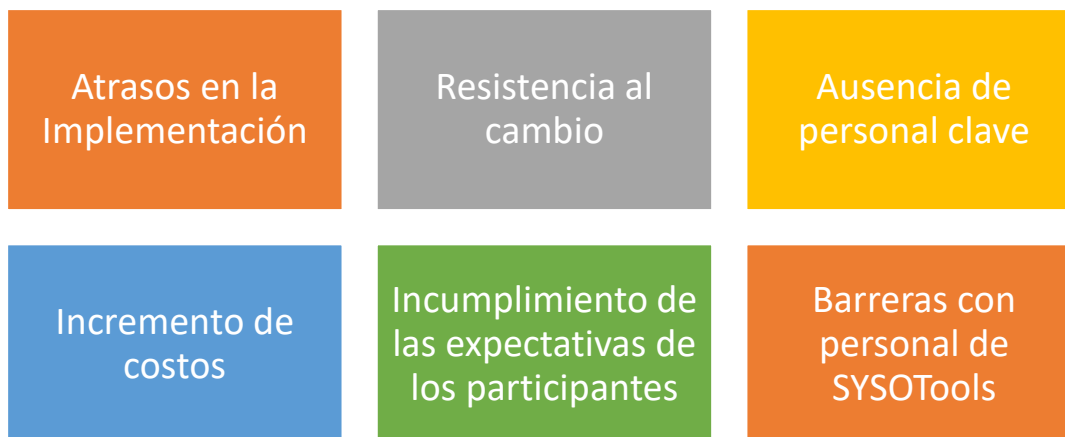 Atrasos en la
Implementación
Resistencia al
cambio
Ausencia de
personal clave
Incremento de
costos
Incumplimiento de
las expectativas de
los participantes
Barreras con
personal de
SYSOTools